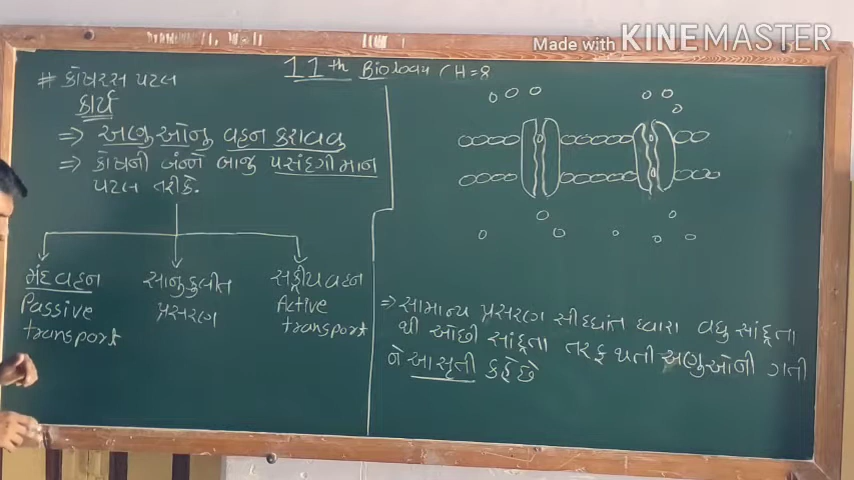 Made with KINEMASTER
11th Biology CH=8
# કોષરસ પટલ
કાર્ય
⇒ અણુઓનુ વહન કરાવવુ
⇒ કોષની બંન્ને બાજુ પસંદગીમાન
પટલ તરીકે.
મંદવહન
Passive
transport
સાનુકુલીત
પ્રસરણ
સક્રીયવહન
Active
transport
⇒ સામાન્ય પ્રસરણ સીધ્ધાંત ધ્વારા વધુ સાંદ્રતા
થી ઓછી સાંદ્રતા તરફ થતી અણુઓની ગતી
ને આસૃતી કહે છે